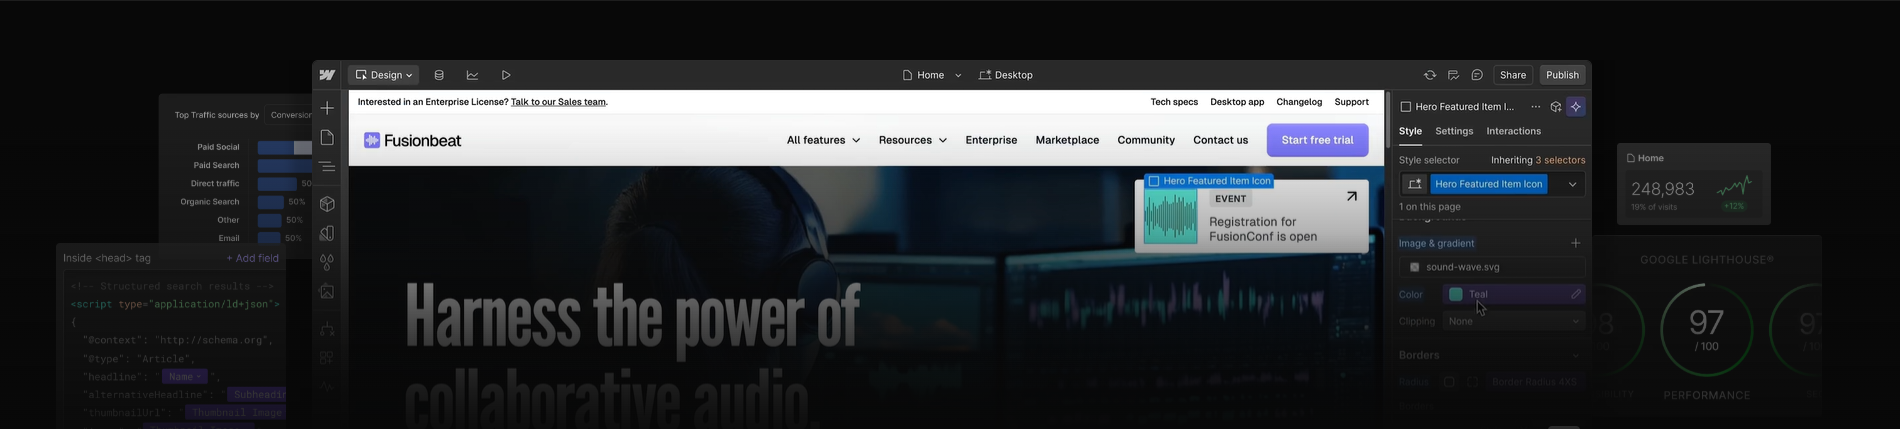 Design
Home
Desktop
Share
Publish
Interested in an Enterprise License? Talk to our Sales team.
Tech specs
Desktop app
Changelog
Support
Fusionbeat
All features
Resources
Enterprise
Marketplace
Community
Contact us
Start free trial
Hero Featured Item Icon
EVENT
Registration for
FusionConf is open
Harness the power of
collaborative audio.
Top Traffic sources by
Conversion
Paid Social
Paid Search
Direct traffic
50
Organic Search
50%
Other
50%
Email
50%
Inside <head> tag
+ Add field
<!-- Structured search results -->
<script type="application/ld+json">
{
"@context": "http://schema.org",
"@type": "Article",
"headline": " Name ",
"alternativeHeadline": " Subheadin
"thumbnailUrl": " Thumbnail Image
Hero Featured Item I...
Style
Settings
Interactions
Style selector
Inheriting 3 selectors
Hero Featured Item Icon
1 on this page
Image & gradient
sound-wave.svg
Color
Teal
Clipping
None
Borders
Radius
Border Radius 4XS
Home
248,983
19% of visits
+12%
GOOGLE LIGHTHOUSE®
97
/ 100
PERFORMANCE